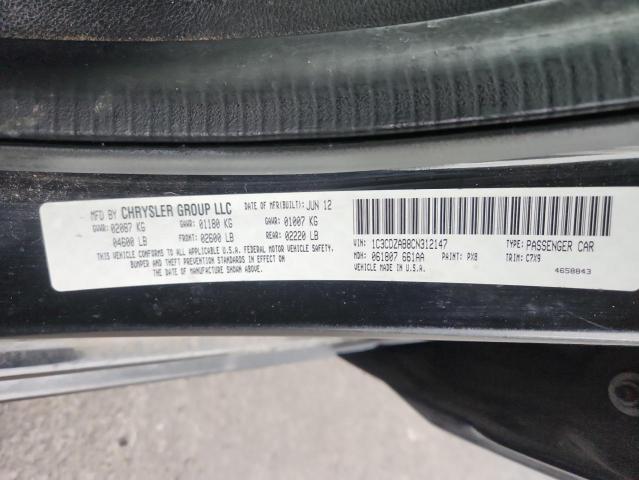 MFD BY CHRYSLER GROUP LLC DATE OF MFR(BUILT): JUN 12
GVWR: 02087 KG GAWR: 01180 KG GAWR: 01007 KG
04600 LB FRONT: 02600 LB REAR: 02220 LB
THIS VEHICLE CONFORMS TO ALL APPLICABLE U.S.A. FEDERAL MOTOR VEHICLE SAFETY,
BUMPER AND THEFT PREVENTION STANDARDS IN EFFECT ON
THE DATE OF MANUFACTURE SHOWN ABOVE.
VIN: 1C3CDZAB8CN312147 TYPE: PASSENGER CAR
MDH: 061807 661AA PAINT: PX8 TRIM: C7X9
VEHICLE MADE IN U.S.A. 4658843